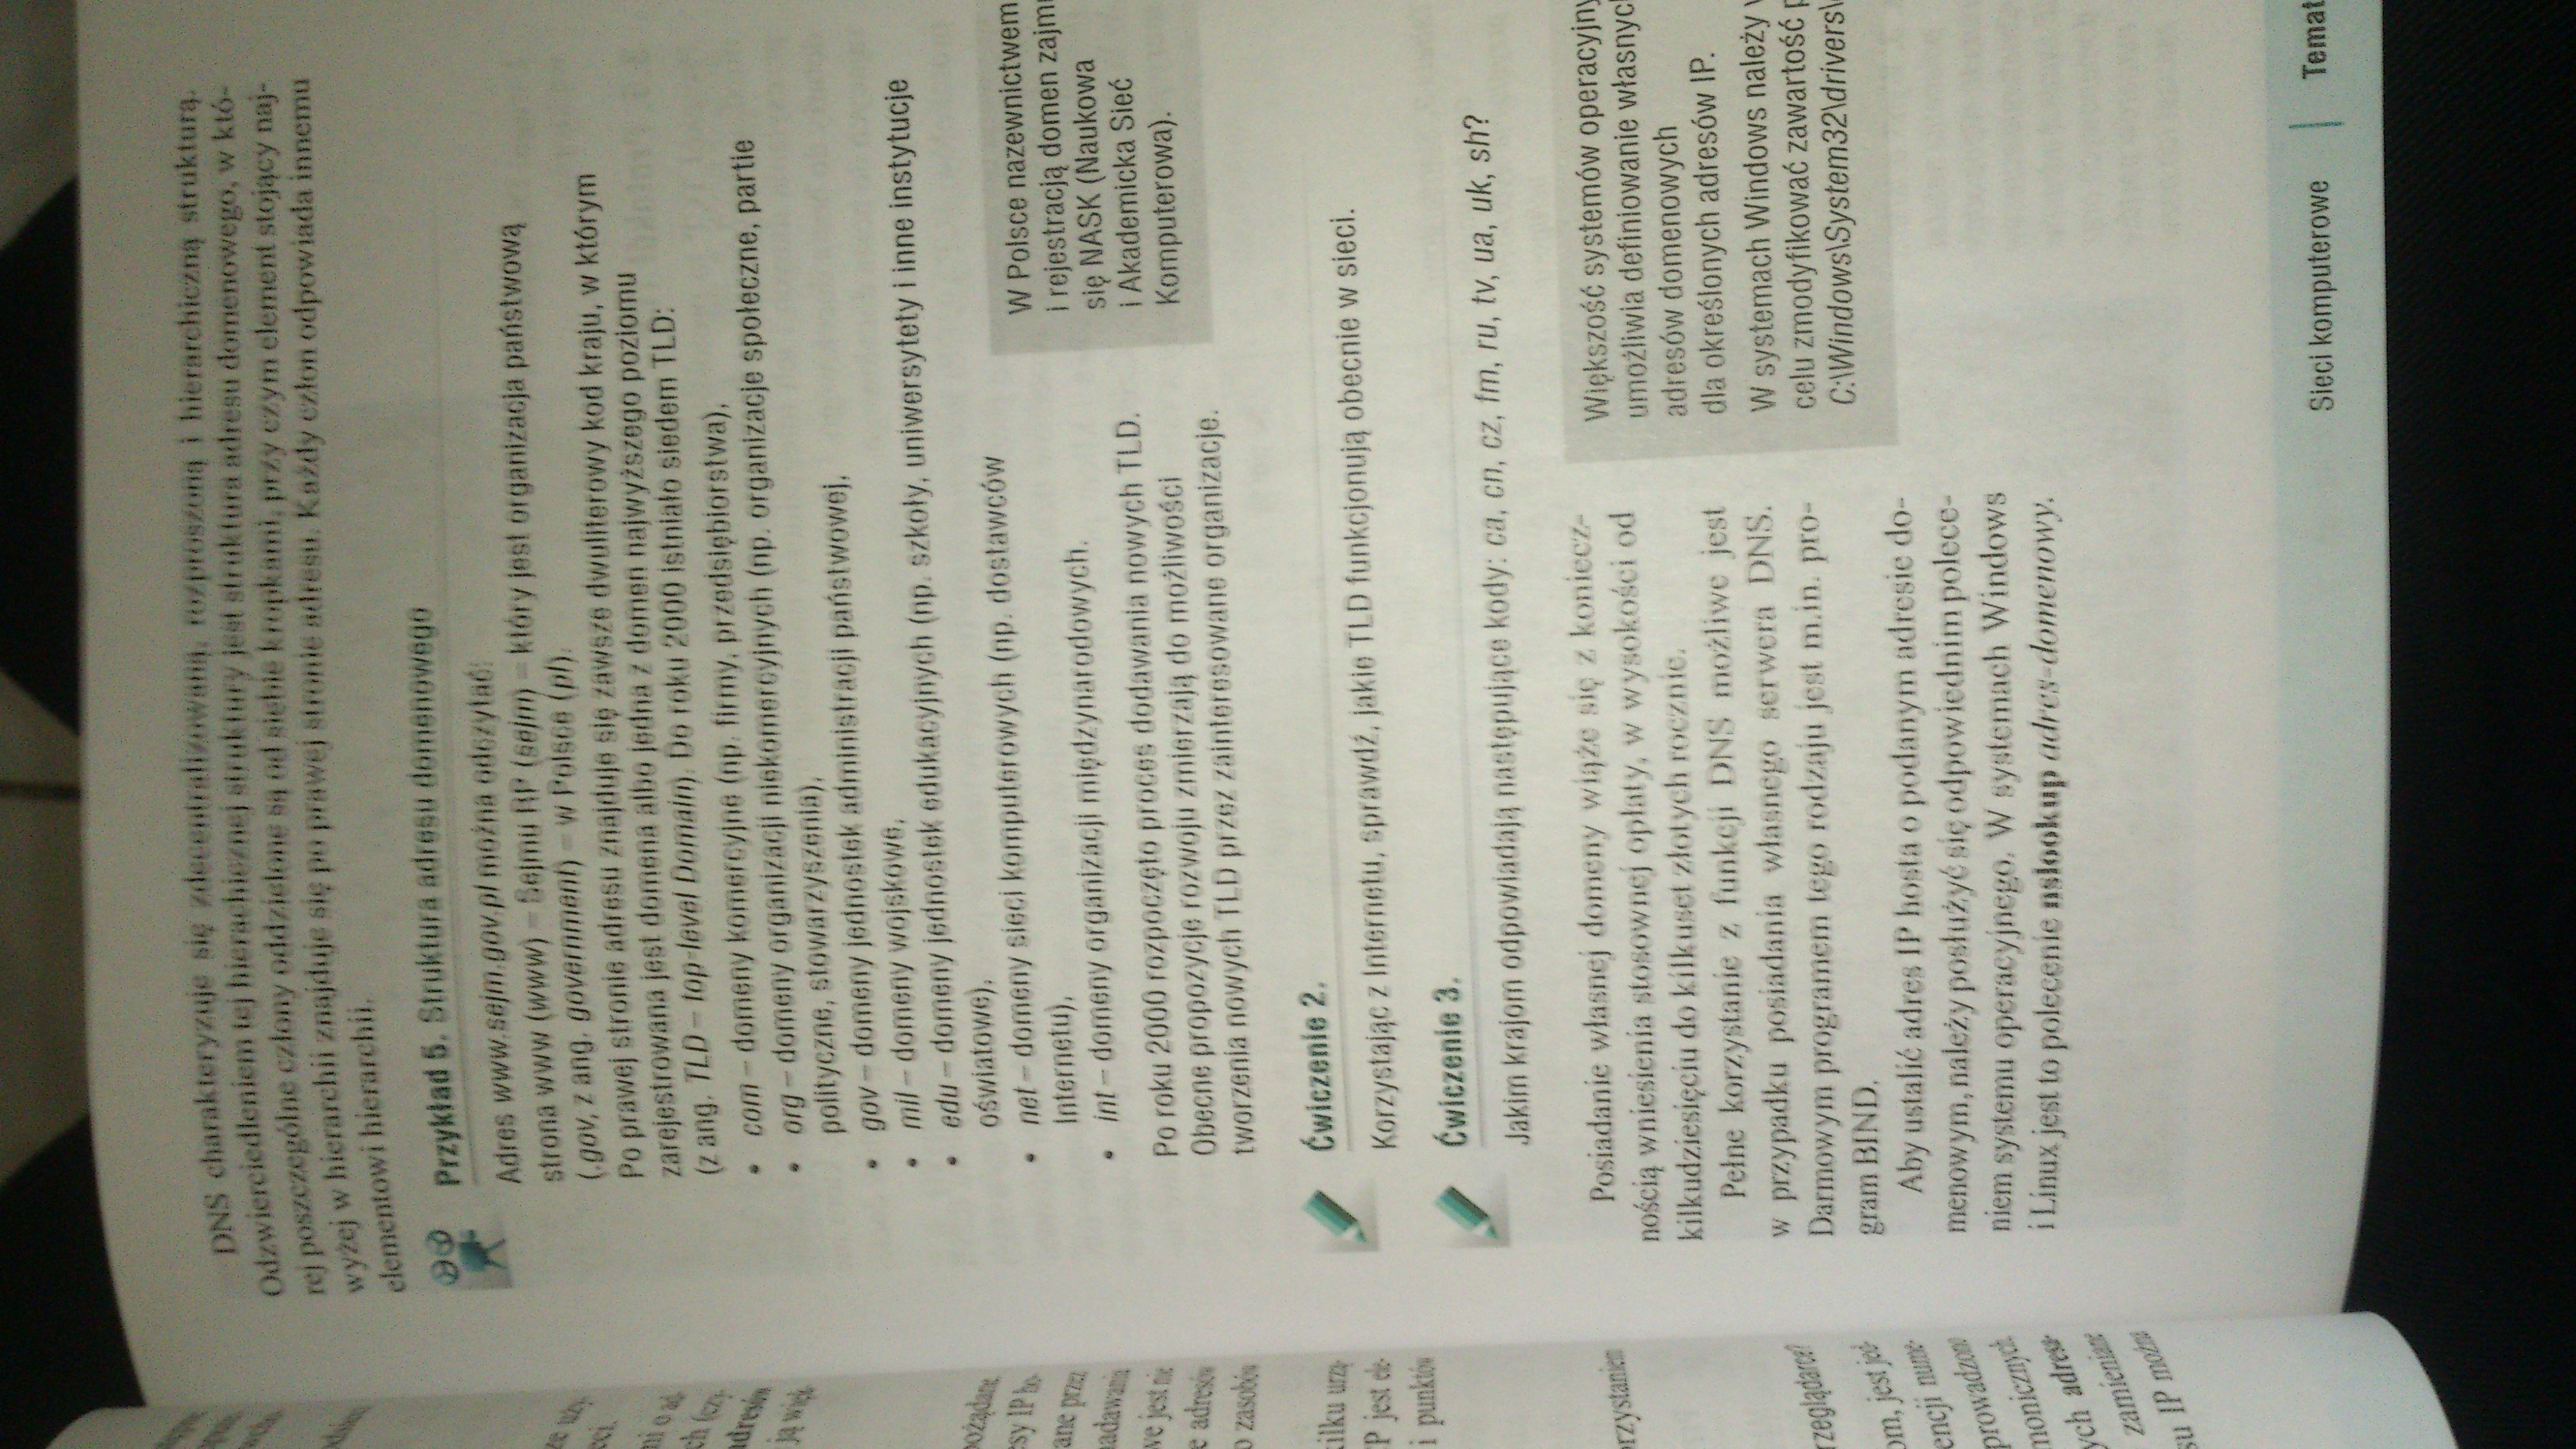 DNS charakteryzuje się zdecentralizowaną, rozproszoną i hierarchiczną strukturą.
Odzwierciedleniem tej hierachicznej struktury jest struktura adresu domenowego, w któ-
rej poszczególne człony oddzielone są od siebie kropkami, przy czym element stojący naj-
wyżej w hierarchii znajduje się po prawej stronie adresu. Każdy człon odpowiada innemu
elementowi hierarchii.
Przykład 5. Struktura adresu domenowego
Adres www.sejm.gov.pl można odczytać:
strona www (www) – Sejmu RP (sejm) – który jest organizacja państwową
(.gov, z ang. government) – w Polsce (pl).
Po prawej stronie adresu znajduje się zawsze dwuliterowy kod kraju, w którym
zarejestrowana jest domena albo jedna z domen najwyższego poziomu
(z ang. TLD – top-level Domain). Do roku 2000 istniało siedem TLD:
• com – domeny komercyjne (np. firmy, przedsiębiorstwa),
• org – domeny organizacji niekomercyjnych (np. organizacje społeczne, partie
polityczne, stowarzyszenia),
• gov – domeny jednostek administracji państwowej,
• mil – domeny wojskowe,
• edu – domeny jednostek edukacyjnych (np. szkoły, uniwersytety i inne instytucje
oświatowe),
• net – domeny sieci komputerowych (np. dostawców
Internetu),
• int – domeny organizacji międzynarodowych.
Po roku 2000 rozpoczęto proces dodawania nowych TLD.
Obecne propozycje rozwoju zmierzają do możliwości
tworzenia nowych TLD przez zainteresowane organizacje.
W Polsce nazewnictwem
i rejestracją domen zajm
się NASK (Naukowa
i Akademicka Sieć
Komputerowa).
Ćwiczenie 2.
Korzystając z Internetu, sprawdź, jakie TLD funkcjonują obecnie w sieci.
Ćwiczenie 3.
Jakim krajom odpowiadają następujące kody: ca, cn, cz, fm, ru, tv, ua, uk, sh?
Posiadanie własnej domeny wiąże się z koniecz-
nością wniesienia stosownej opłaty, w wysokości od
kilkudziesięciu do kilkuset złotych rocznie.
Pełne korzystanie z funkcji DNS możliwe jest
w przypadku posiadania własnego serwera DNS.
Darmowym programem tego rodzaju jest m.in. pro-
gram BIND.
Aby ustalić adres IP hosta o podanym adresie do-
menowym, należy posłużyć się odpowiednim polece-
niem systemu operacyjnego. W systemach Windows
i Linux jest to polecenie nslookup adres-domenowy.
Większość systemów operacyjny
umożliwia definiowanie własnych
adresów domenowych
dla określonych adresów IP.
W systemach Windows należy
celu zmodyfikować zawartość
C:\Windows\System32\drivers\
Sieci komputerowe
Temat